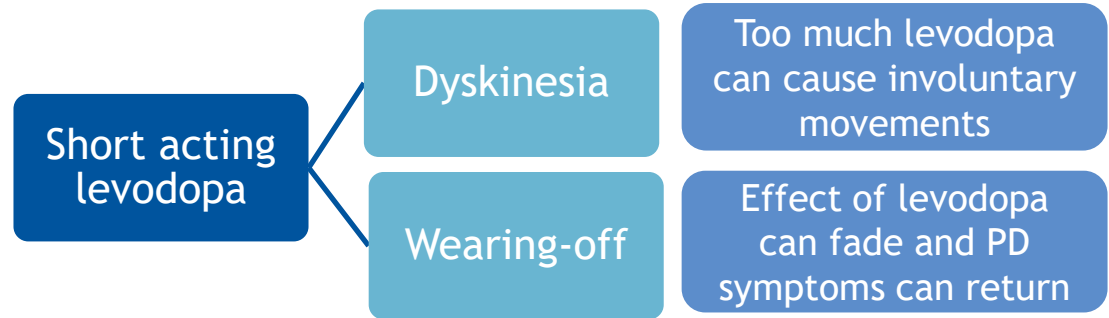 Short acting
levodopa
Dyskinesia
Too much levodopa
can cause involuntary
movements
Wearing-off
Effect of levodopa
can fade and PD
symptoms can return